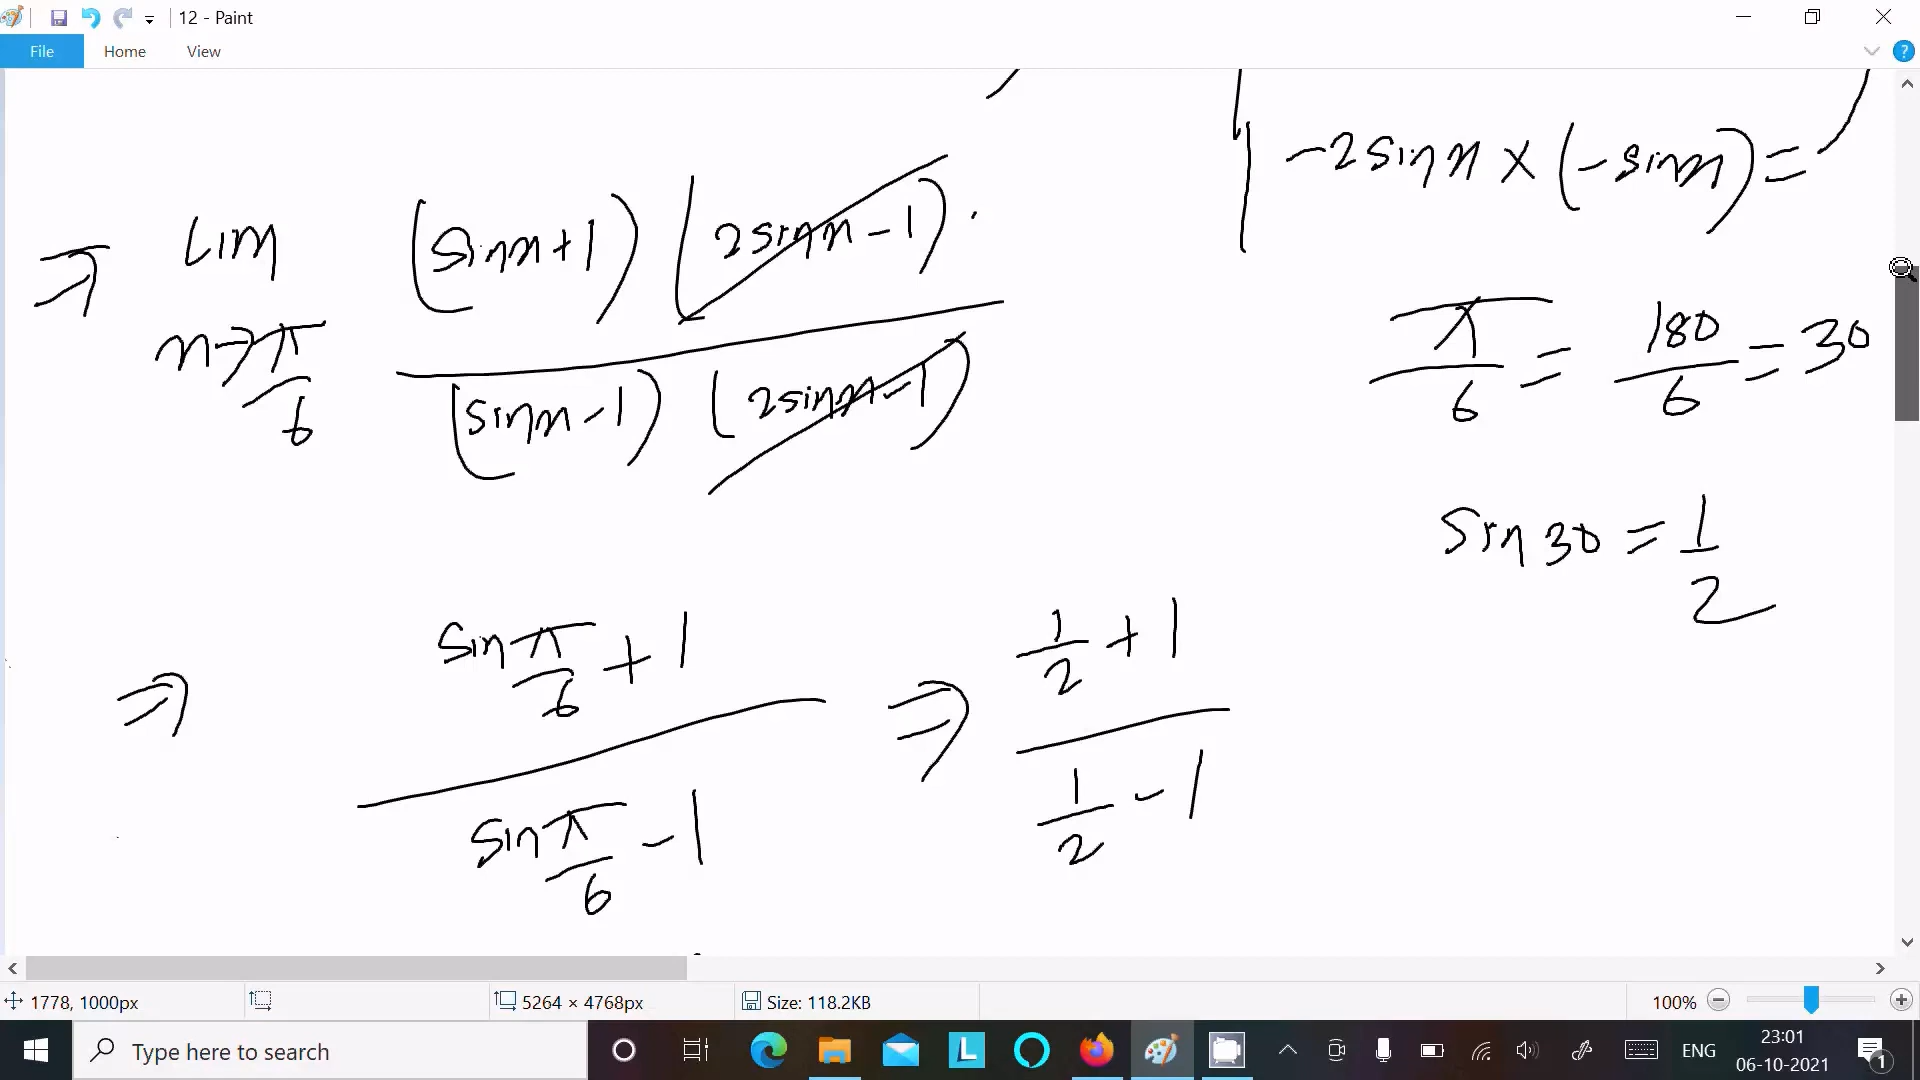 12 - Paint
File Home View
-2sinx × (-sinx) =
⇒ Lim x→π/6 (sinx+1) (2sinx-1) / (sinx-1) (2sinx-1)
π/6 = 180/6 = 30
sin 30 = 1/2
⇒ (sin π/6 + 1) / (sin π/6 - 1) ⇒ (1/2 + 1) / (1/2 - 1)
1778, 1000px 5264 × 4768px Size: 118.2KB 100%
Type here to search L ENG 23:01
06-10-2021 1